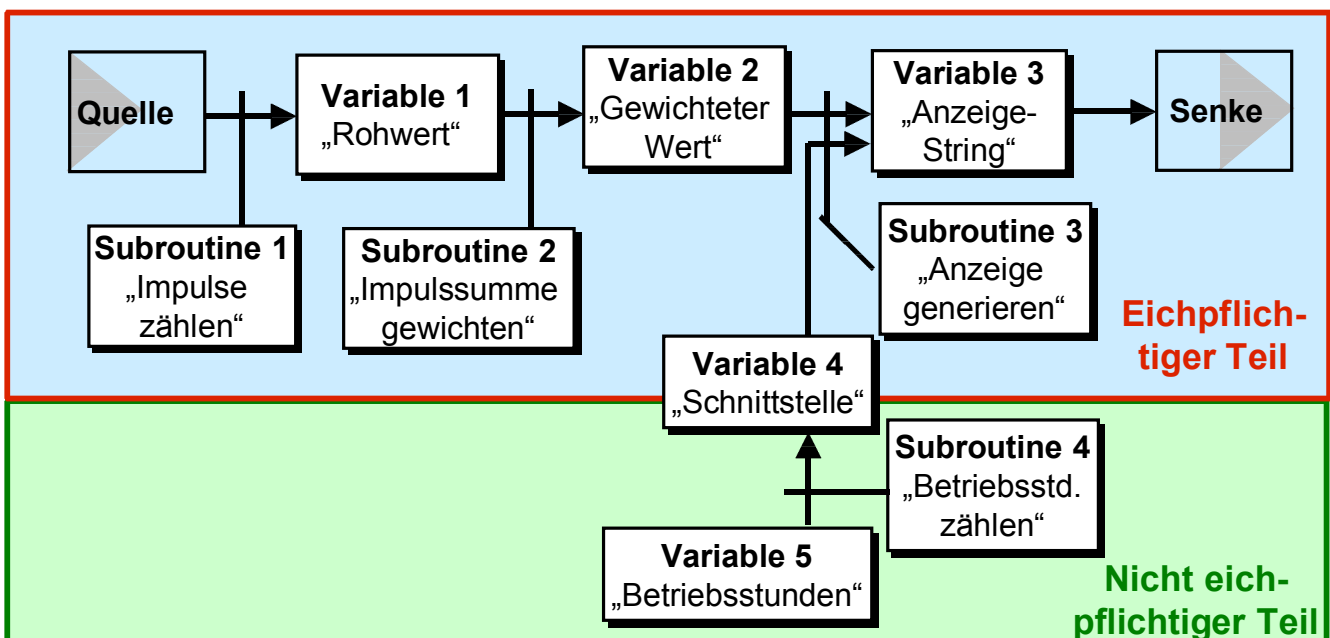 Quelle
Variable 1
„Rohwert“
Variable 2
„Gewichteter
Wert“
Variable 3
„Anzeige-
String“
Senke
Subroutine 1
„Impulse
zählen“
Subroutine 2
„Impulssumme
gewichten“
Subroutine 3
„Anzeige
generieren“
Eichpflich-
tiger Teil
Variable 4
„Schnittstelle“
Subroutine 4
„Betriebsstd.
zählen“
Variable 5
„Betriebsstunden“
Nicht eich-
pflichtiger Teil